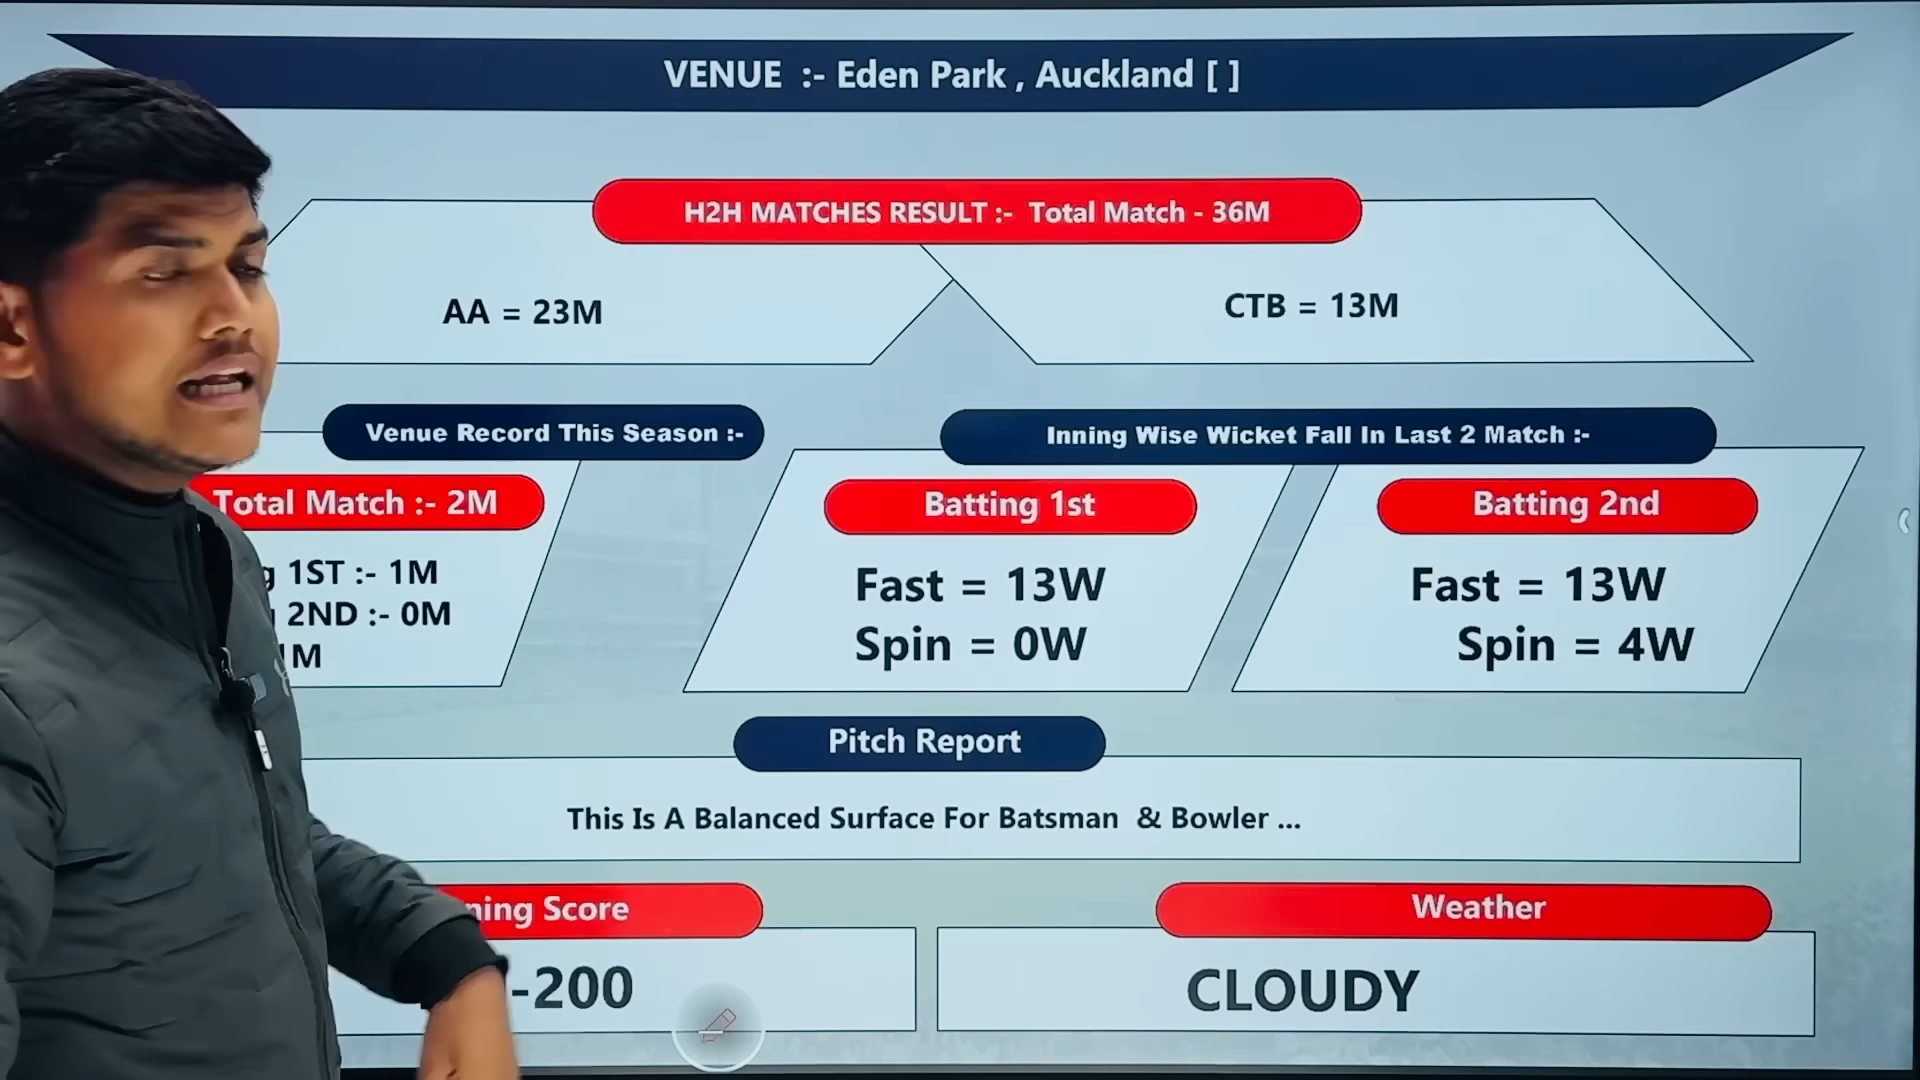 VENUE :- Eden Park , Auckland [ ]
H2H MATCHES RESULT :- Total Match - 36M
AA = 23M
CTB = 13M
Venue Record This Season :-
Inning Wise Wicket Fall In Last 2 Match :-
Total Match :- 2M
Batting 1st
Batting 2nd
1ST :- 1M
2ND :- 0M
Fast = 13W
Spin = 0W
Fast = 13W
Spin = 4W
Pitch Report
This Is A Balanced Surface For Batsman & Bowler ...
Score
Weather
-200
CLOUDY